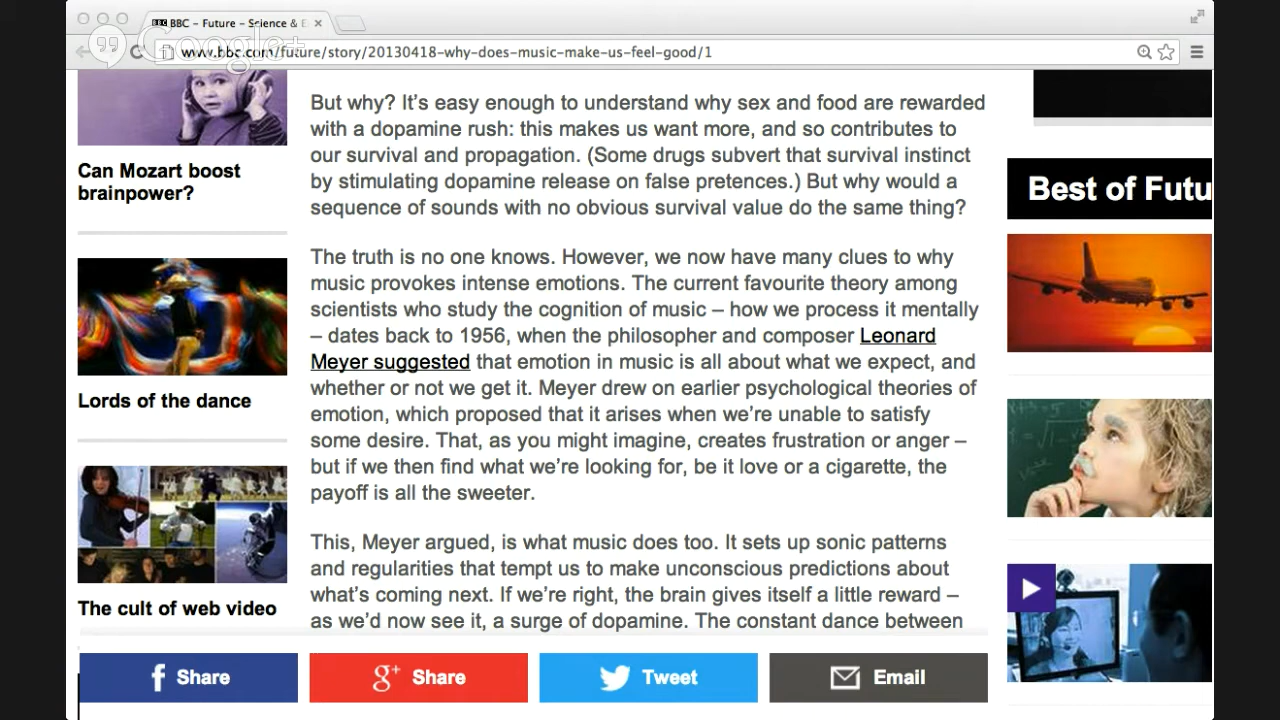 BBC - Future - Science & E
Google+
www.bbc.com/future/story/20130418-why-does-music-make-us-feel-good/1
Can Mozart boost
brainpower?
Lords of the dance
The cult of web video
But why? It’s easy enough to understand why sex and food are rewarded
with a dopamine rush: this makes us want more, and so contributes to
our survival and propagation. (Some drugs subvert that survival instinct
by stimulating dopamine release on false pretences.) But why would a
sequence of sounds with no obvious survival value do the same thing?
The truth is no one knows. However, we now have many clues to why
music provokes intense emotions. The current favourite theory among
scientists who study the cognition of music – how we process it mentally
– dates back to 1956, when the philosopher and composer Leonard
Meyer suggested that emotion in music is all about what we expect, and
whether or not we get it. Meyer drew on earlier psychological theories of
emotion, which proposed that it arises when we’re unable to satisfy
some desire. That, as you might imagine, creates frustration or anger –
but if we then find what we’re looking for, be it love or a cigarette, the
payoff is all the sweeter.
This, Meyer argued, is what music does too. It sets up sonic patterns
and regularities that tempt us to make unconscious predictions about
what’s coming next. If we’re right, the brain gives itself a little reward –
as we’d now see it, a surge of dopamine. The constant dance between
Best of Futu
Share
g+ Share
Tweet
Email